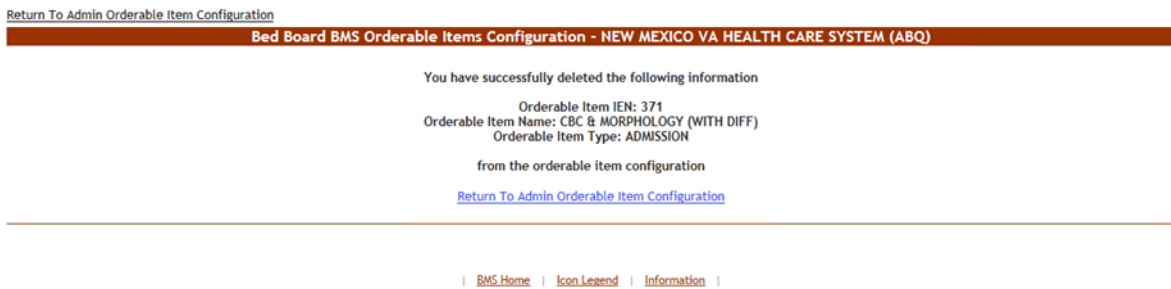 Return To Admin Orderable Item Configuration
Bed Board BMS Orderable Items Configuration - NEW MEXICO VA HEALTH CARE SYSTEM (ABQ)
You have successfully deleted the following information
Orderable Item IEN: 371
Orderable Item Name: CBC & MORPHOLOGY (WITH DIFF)
Orderable Item Type: ADMISSION
from the orderable item configuration
Return To Admin Orderable Item Configuration
| BMS Home | Icon Legend | Information |